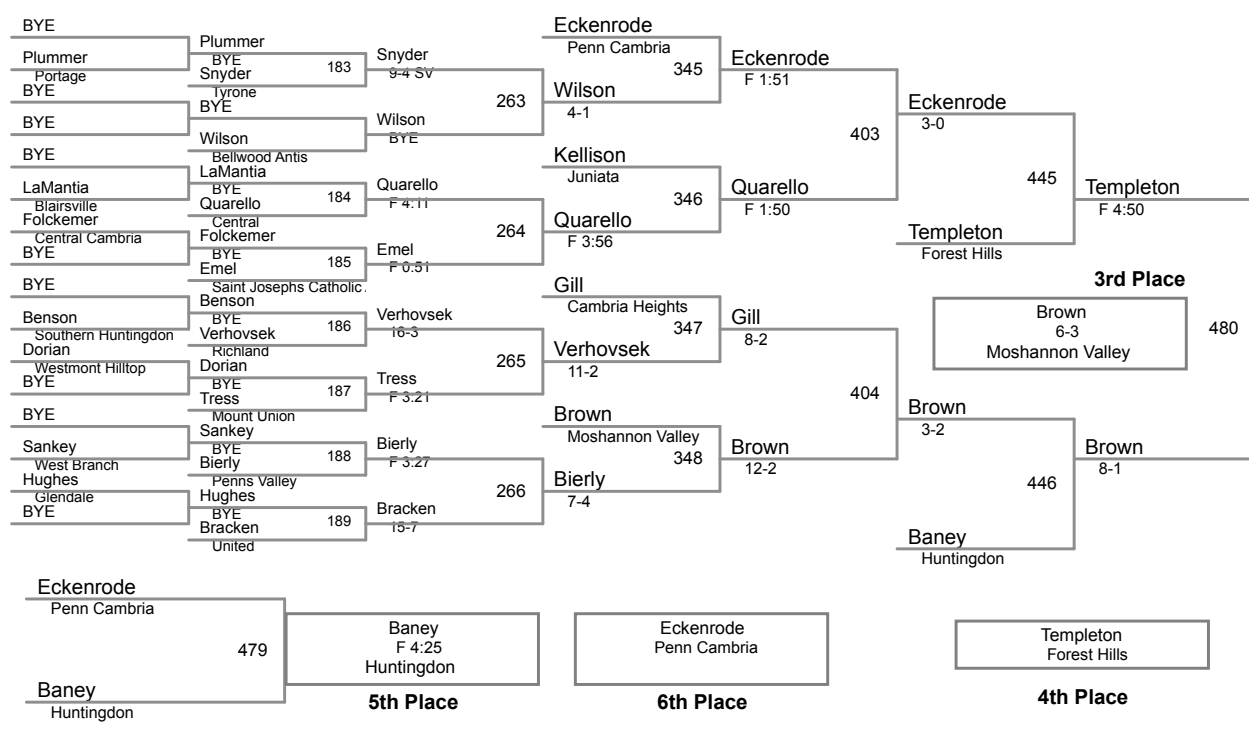 BYE
Plummer
Portage
BYE
BYE
BYE
LaMantia
Blairsville
Folckemer
Central Cambria
BYE
BYE
Benson
Southern Huntingdon
Dorian
Westmont Hilltop
BYE
BYE
Sankey
West Branch
Hughes
Glendale
BYE
Plummer
BYE
183
Snyder
Tyrone
BYE
Wilson
Bellwood Antis
LaMantia
BYE
184
Quarello
Central
Folckemer
BYE
185
Emel
Saint Josephs Catholic
Benson
BYE
186
Verhovsek
Richland
Dorian
BYE
187
Tress
Mount Union
Sankey
BYE
188
Bierly
Penns Valley
Hughes
BYE
189
Bracken
United
Snyder
9-4 SV
263
Wilson
BYE
Quarello
F 4:11
264
Emel
F 0:51
Verhovsek
16-3
265
Tress
F 3:21
Bierly
F 3:27
266
Bracken
15-7
Eckenrode
Penn Cambria
345
Wilson
4-1
Kellison
Juniata
346
Quarello
F 3:56
Gill
Cambria Heights
347
Verhovsek
11-2
Brown
Moshannon Valley
348
Bierly
7-4
Eckenrode
F 1:51
403
Quarello
F 1:50
Gill
8-2
404
Brown
12-2
Eckenrode
3-0
445
Templeton
Forest Hills
Brown
3-2
446
Baney
Huntingdon
Templeton
F 4:50
3rd Place
Brown
6-3
Moshannon Valley
480
Brown
8-1
Eckenrode
Penn Cambria
479
Baney
Huntingdon
Baney
F 4:25
Huntingdon
5th Place
Eckenrode
Penn Cambria
6th Place
Templeton
Forest Hills
4th Place